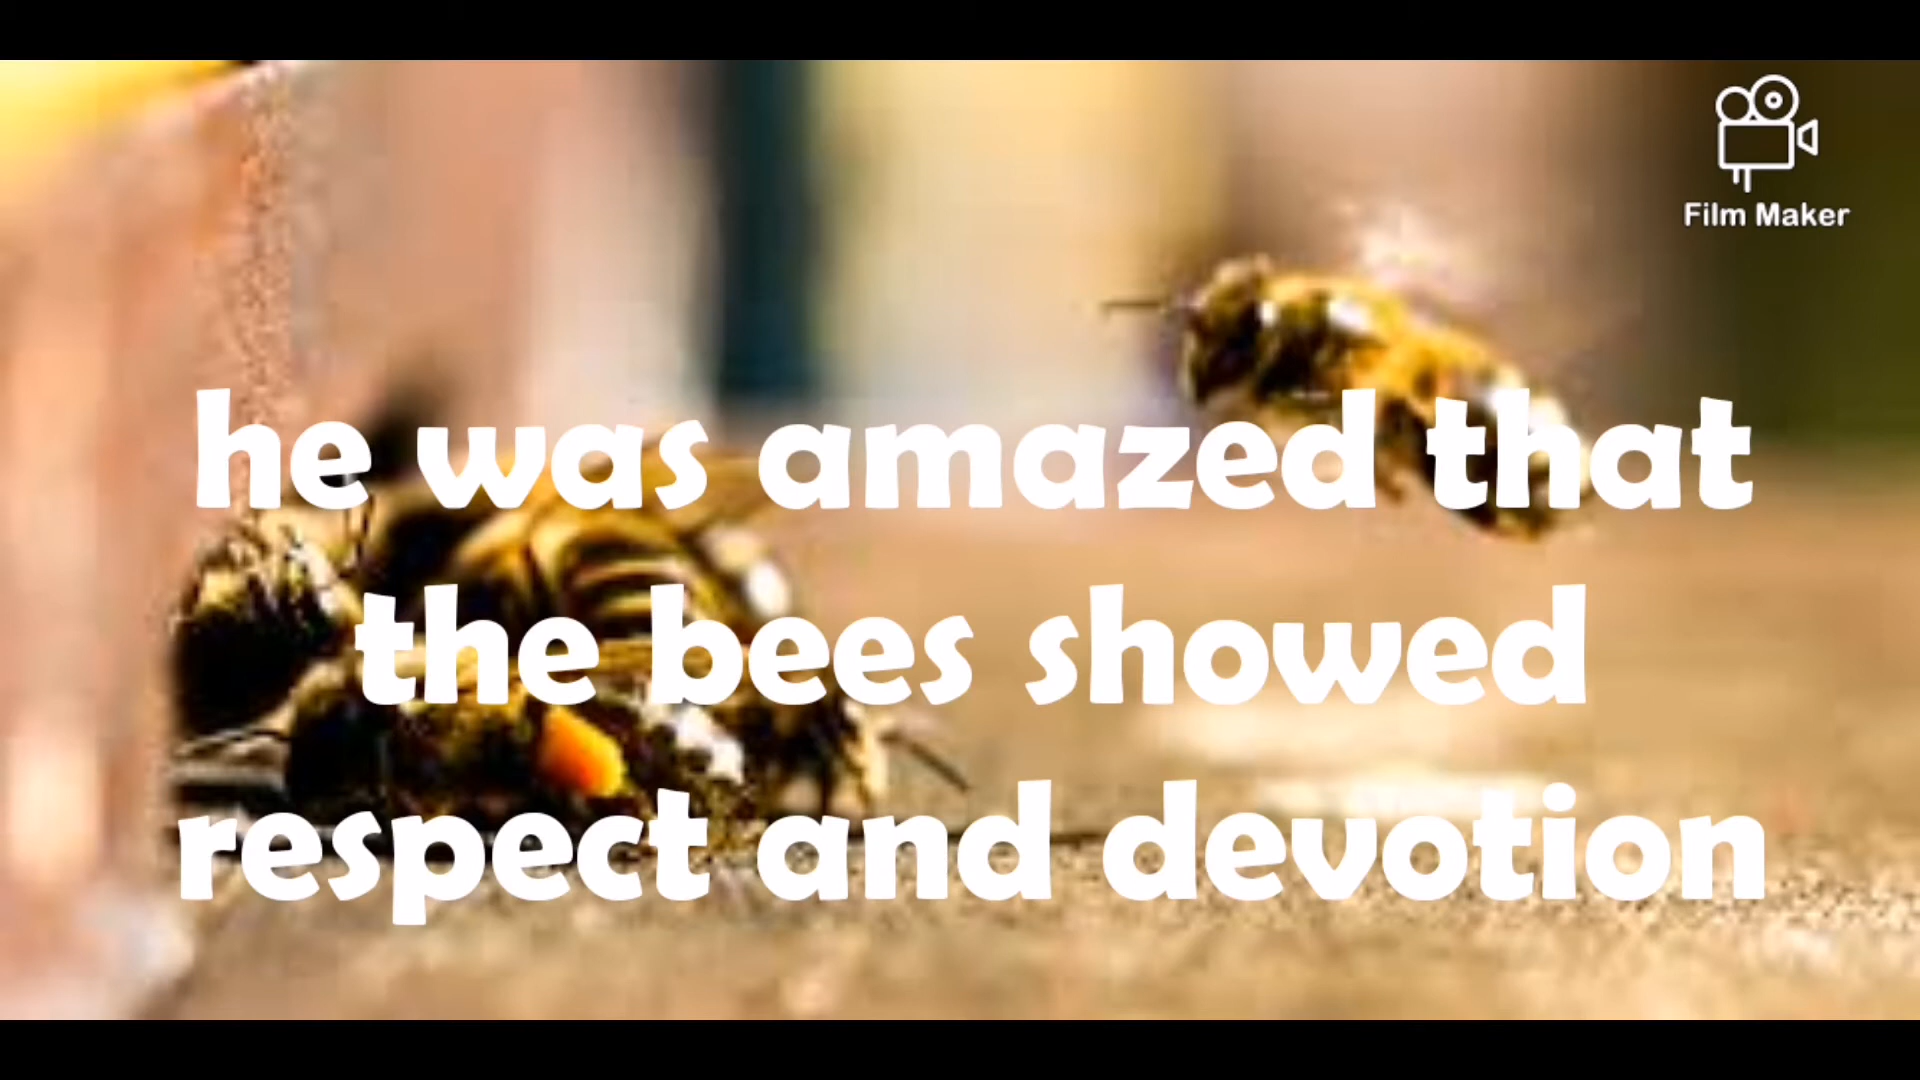 Film Maker
he was amazed that
the bees showed
respect and devotion